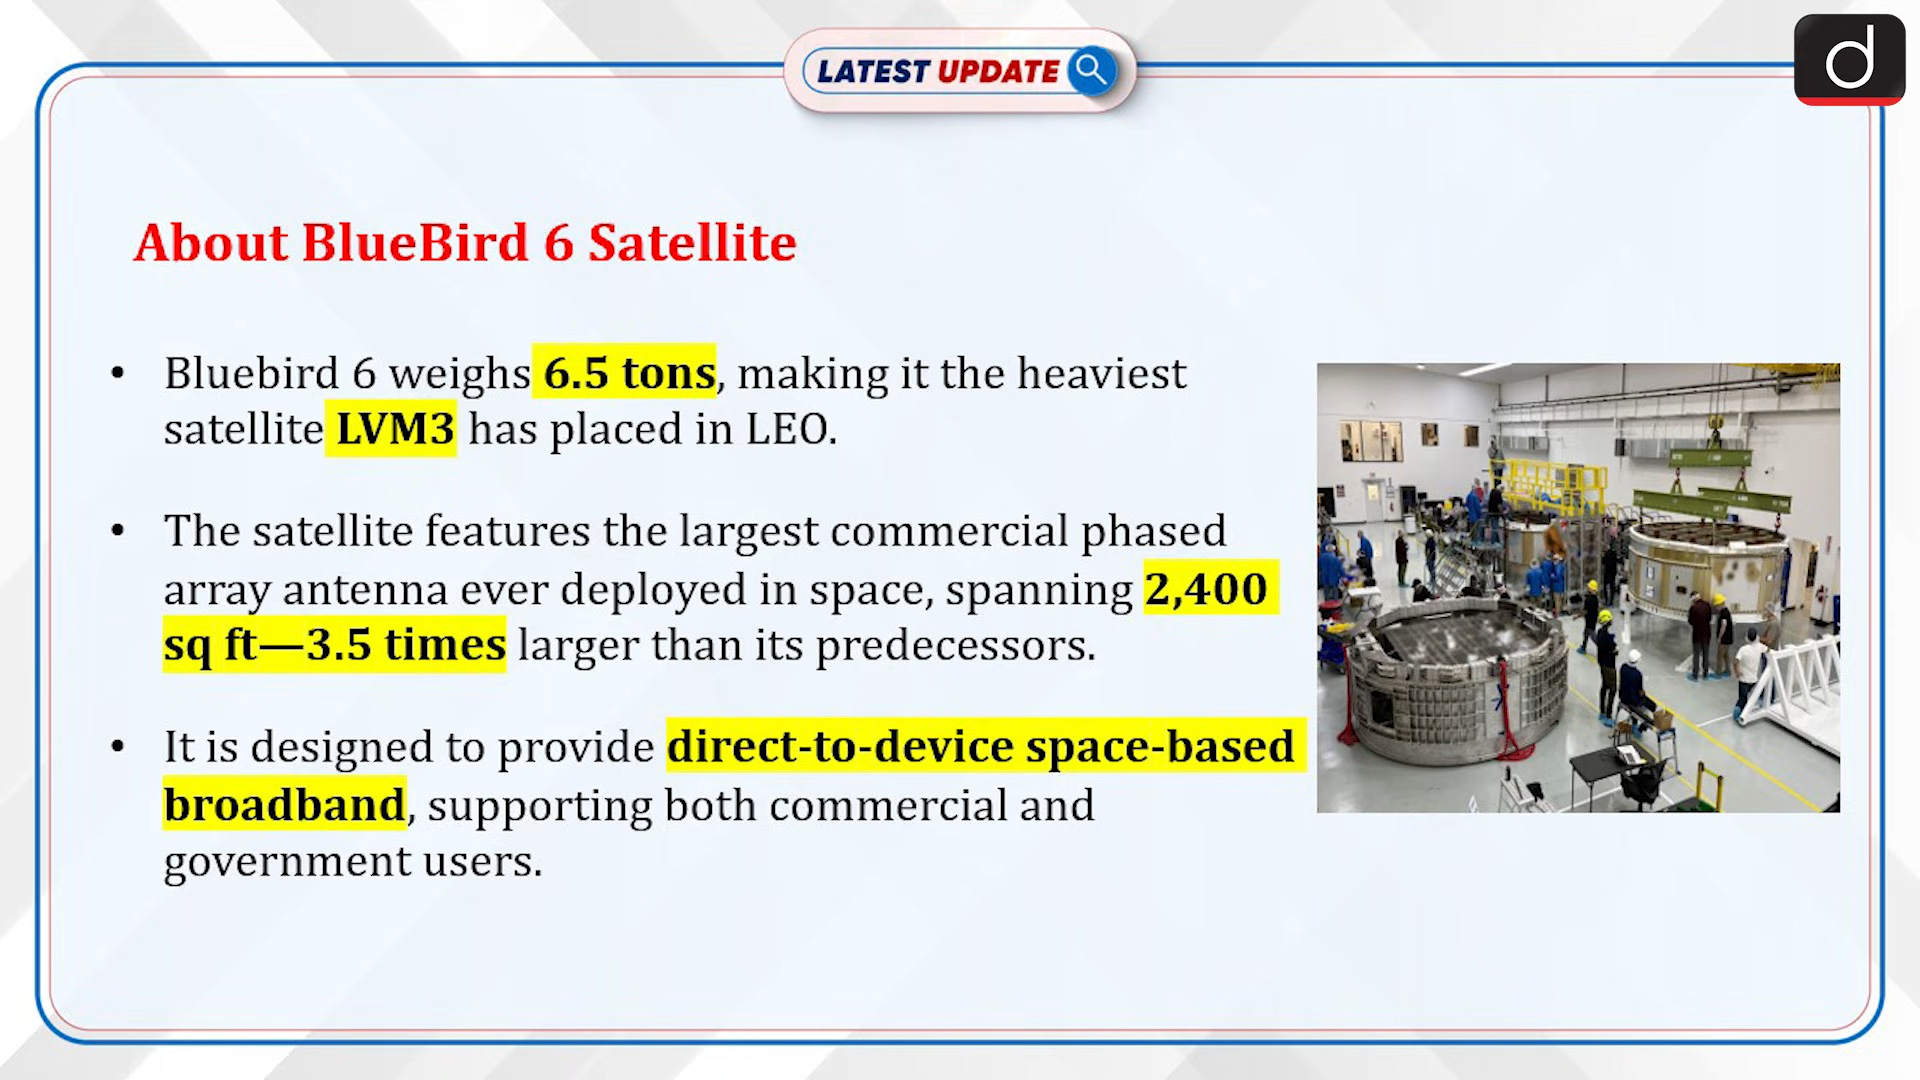 LATEST UPDATE
d
About BlueBird 6 Satellite
• Bluebird 6 weighs 6.5 tons, making it the heaviest
satellite LVM3 has placed in LEO.
• The satellite features the largest commercial phased
array antenna ever deployed in space, spanning 2,400
sq ft—3.5 times larger than its predecessors.
• It is designed to provide direct-to-device space-based
broadband, supporting both commercial and
government users.